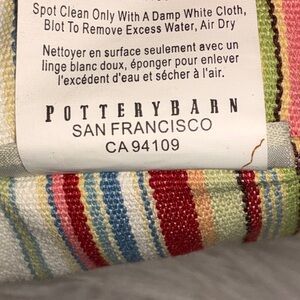 Spot Clean Only With A Damp White Cloth,
Blot To Remove Excess Water, Air Dry
Nettoyer en surface seulement avec un
linge blanc doux, éponger pour enlever
l'excédent d'eau et sécher à l'air.
POTTERYBARN
SAN FRANCISCO
CA 94109